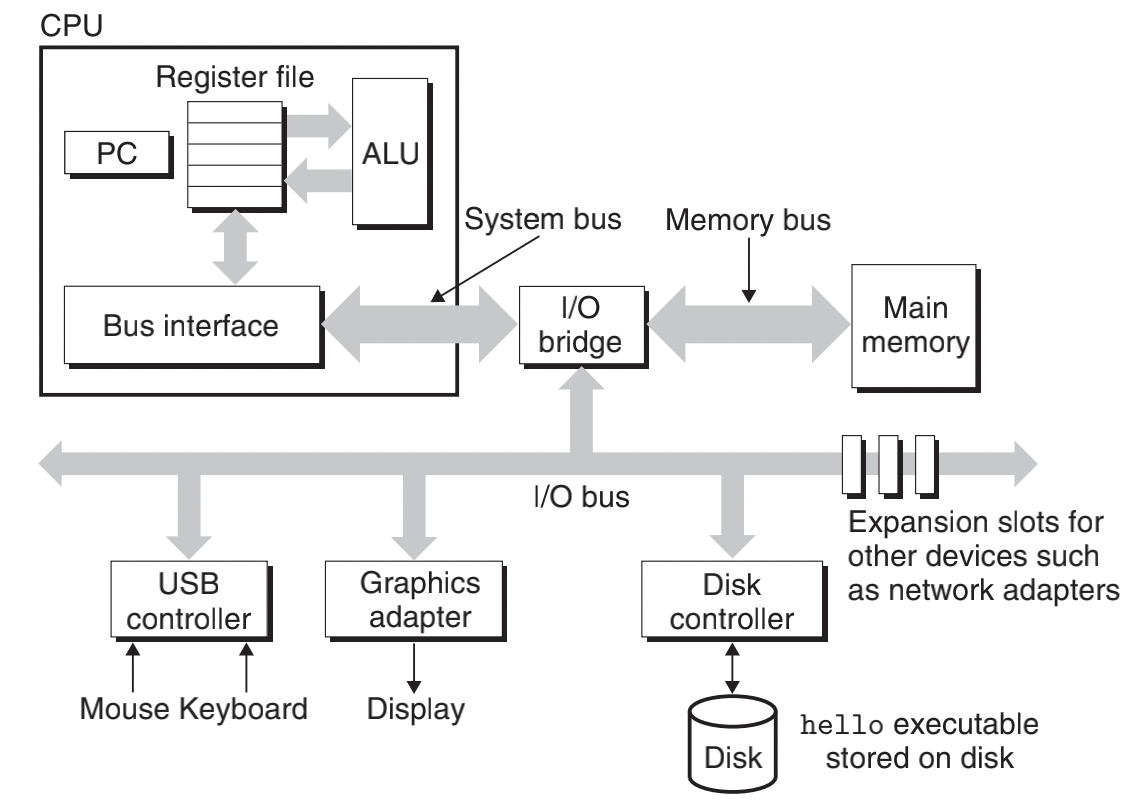 CPU
Register file
PC
ALU
System bus
Memory bus
Bus interface
I/O
bridge
Main
memory
I/O bus
Expansion slots for
other devices such
as network adapters
USB
controller
Graphics
adapter
Disk
controller
Mouse Keyboard
Display
Disk
hello executable
stored on disk